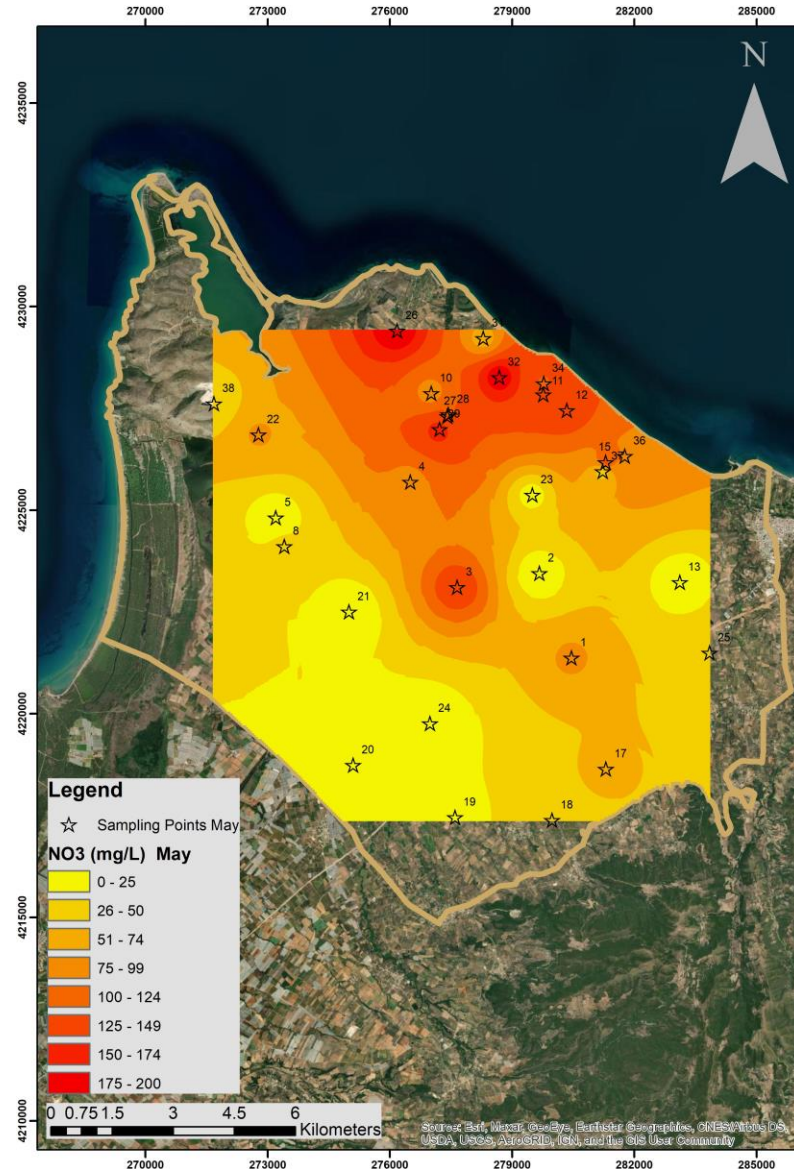 270000 273000 276000 279000 282000 285000
N
4235000
4230000
4225000
4220000
4215000
4210000
26
32
34
11
12
10
27 28
38
22
15
36
4
23
5
8
2
13
3
21
1
25
24
20
17
19
18
Legend
Sampling Points May
NO3 (mg/L) May
0 - 25
26 - 50
51 - 74
75 - 99
100 - 124
125 - 149
150 - 174
175 - 200
0 0.75 1.5 3 4.5 6
Kilometers
Source: Esri, Maxar, GeoEye, Earthstar Geographics, CNES/Airbus DS,
USDA, USGS, AeroGRID, IGN, and the GIS User Community
270000 273000 276000 279000 282000 285000